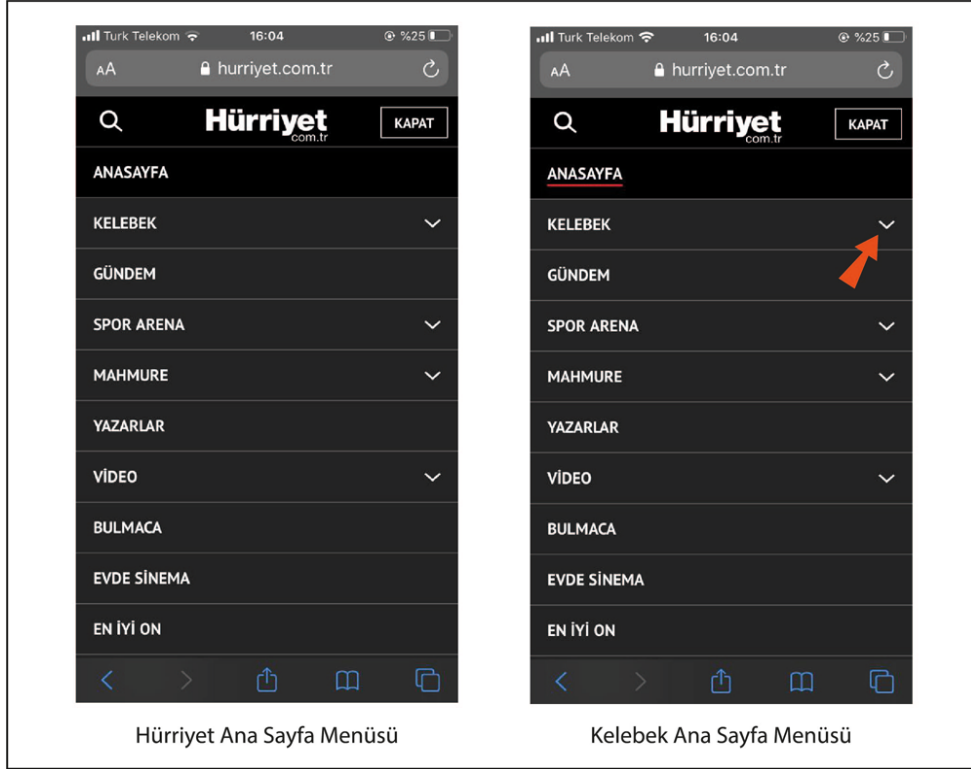 Turk Telekom 16:04 %25
AA hurriyet.com.tr
Hürriyet KAPAT
com.tr
ANASAYFA
KELEBEK
GÜNDEM
SPOR ARENA
MAHMURE
YAZARLAR
VİDEO
BULMACA
EVDE SİNEMA
EN İYİ ON
Hürriyet Ana Sayfa Menüsü
Turk Telekom 16:04 %25
AA hurriyet.com.tr
Hürriyet KAPAT
com.tr
ANASAYFA
KELEBEK
GÜNDEM
SPOR ARENA
MAHMURE
YAZARLAR
VİDEO
BULMACA
EVDE SİNEMA
EN İYİ ON
Kelebek Ana Sayfa Menüsü